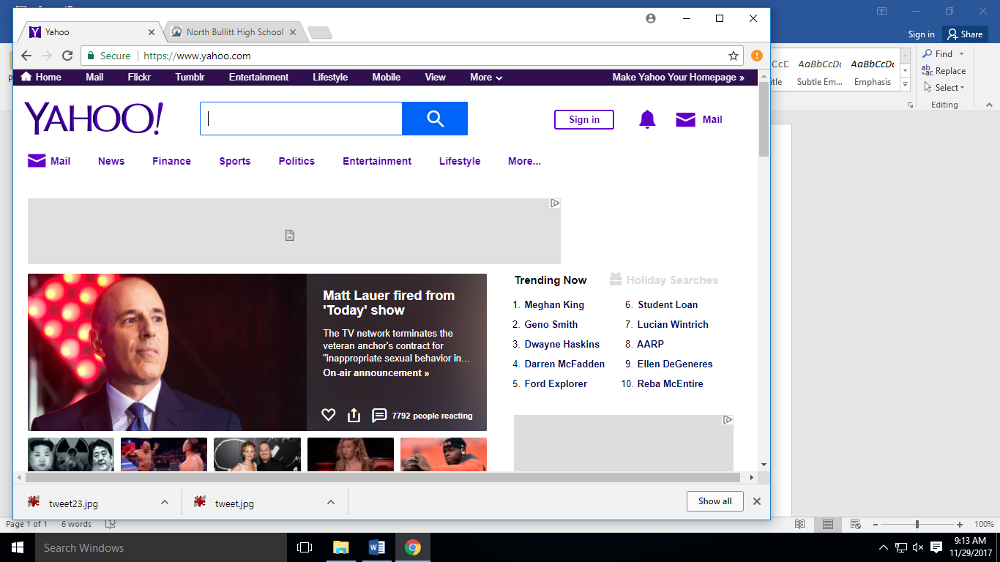 Yahoo
North Bullitt High School
Secure
https://www.yahoo.com
Home Mail Flickr Tumblr Entertainment Lifestyle Mobile View More
Make Yahoo Your Homepage »
YAHOO!
Sign in
Mail
Mail News Finance Sports Politics Entertainment Lifestyle More...
Matt Lauer fired from
'Today' show
The TV network terminates the
veteran anchor's contract for
"inappropriate sexual behavior in...
On-air announcement »
7792 people reacting
Trending Now
Holiday Searches
1. Meghan King
2. Geno Smith
3. Dwayne Haskins
4. Darren McFadden
5. Ford Explorer
6. Student Loan
7. Lucian Wintrich
8. AARP
9. Ellen DeGeneres
10. Reba McEntire
tweet23.jpg
tweet.jpg
Show all
Sign in
Share
AaBbCcDc
Subtle Em...
AaBbCcDc
Emphasis
Find
Replace
Select
Editing
Page 1 of 1
6 words
100%
Search Windows
9:13 AM
11/29/2017